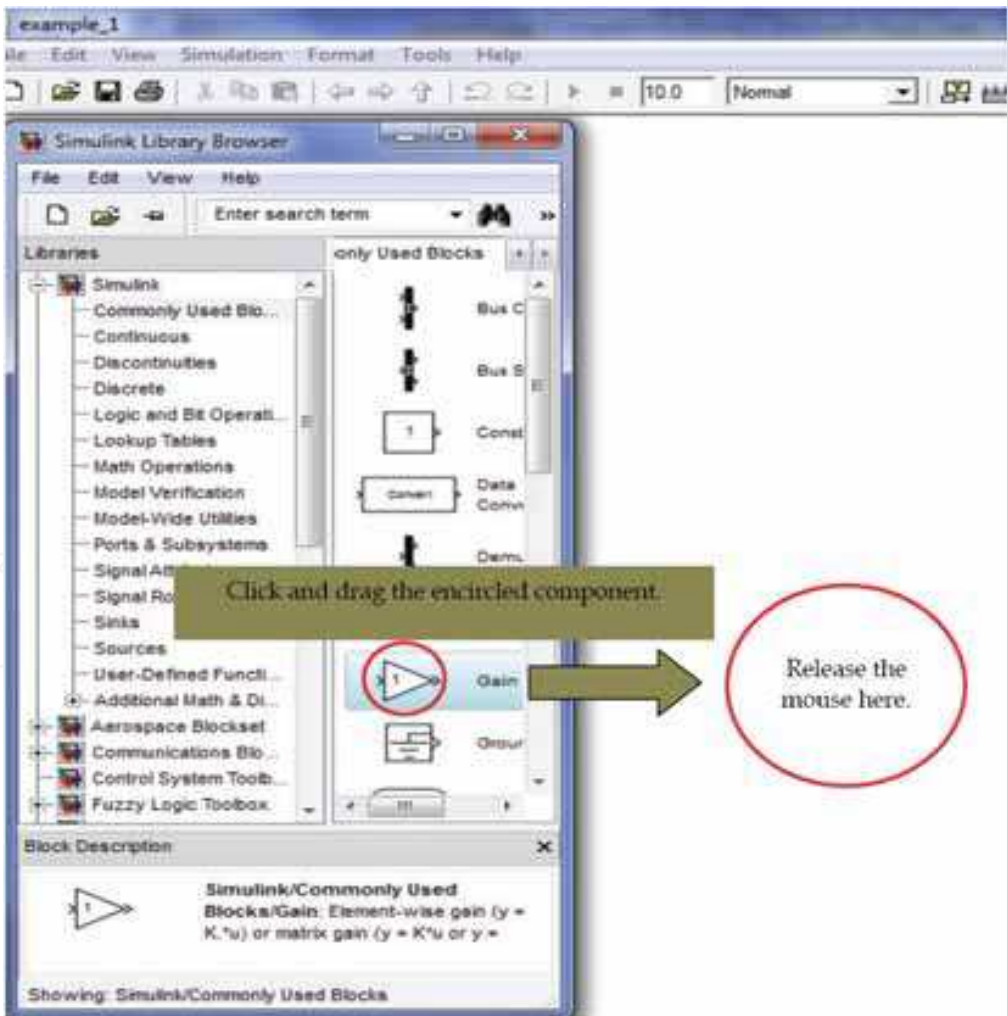 example_1
ile Edit View Simulation Format Tools Help
10.0 Normal
Simulink Library Browser
File Edit View Help
Enter search term »
Libraries
only Used Blocks
Simulink
Commonly Used Blo...
Continuous
Discontinuities
Discrete
Logic and Bit Operati...
Lookup Tables
Math Operations
Model Verification
Model-Wide Utilities
Ports & Subsystems
Signal Att
Signal Ro
Sinks
Sources
User-Defined Functi...
Additional Math & Di...
Aerospace Blockset
Communications Blo...
Control System Toolb...
Fuzzy Logic Toolbox
Bus C
Bus S
1
Const
Convert
Data
Conv
Demu
Click and drag the encircled component.
1
Gain
Groun
Release the
mouse here.
Block Description
1
Simulink/Commonly Used
Blocks/Gain: Element-wise gain (y =
K.*u) or matrix gain (y = K*u or y =
Showing: Simulink/Commonly Used Blocks